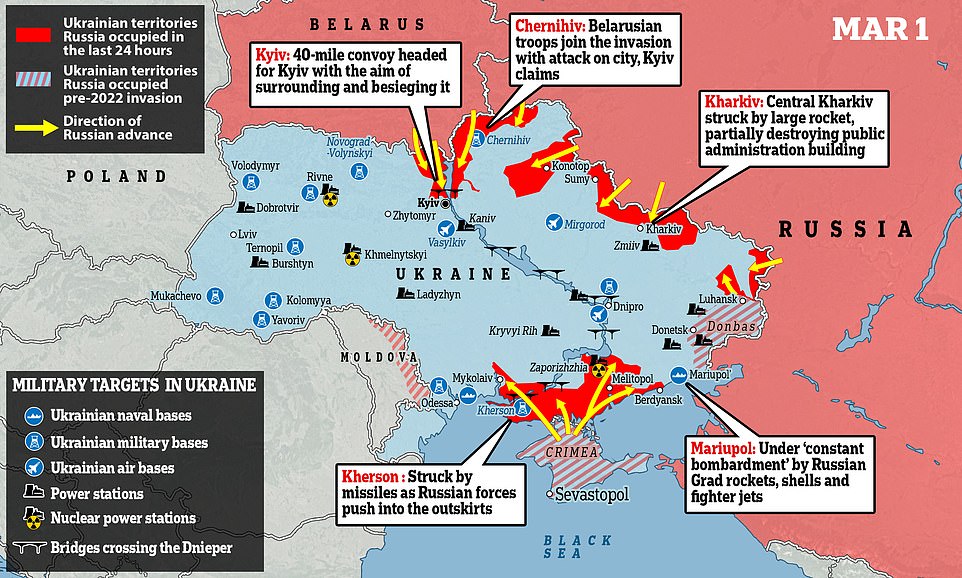 Ukrainian territories
Russia occupied in
the last 24 hours
Ukrainian territories
Russia occupied
pre-2022 invasion
Direction of
Russian advance
BELARUS
MAR 1
Kyiv: 40-mile convoy headed
for Kyiv with the aim of
surrounding and besieging it
Chernihiv: Belarusian
troops join the invasion
with attack on city, Kyiv
claims
Kharkiv: Central Kharkiv
struck by large rocket,
partially destroying public
administration building
POLAND
RUSSIA
Novograd
-Volynskyi
Chernihiv
Volodymyr
Rivne
Konotop
Sumy
Dobrotvir
Kyiv
Zhytomyr
Kaniv
Mirgorod
Kharkiv
Lviv
Vasylkiv
Zmiiv
Ternopil
Burshtyn
Khmelnytskyi
UKRAINE
Mukachevo
Kolomyya
Ladyzhyn
Luhansk
Dnipro
Yavoriv
Kryvyi Rih
Donetsk
Donbas
MOLDOVA
Zaporizhzhia
Mykolaiv
Melitopol
Mariupol'
Odessa
Kherson
Berdyansk
CRIMEA
Sevastopol
BLACK
SEA
Kherson : Struck by
missiles as Russian forces
push into the outskirts
Mariupol: Under ‘constant
bombardment’ by Russian
Grad rockets, shells and
fighter jets
MILITARY TARGETS IN UKRAINE
Ukrainian naval bases
Ukrainian military bases
Ukrainian air bases
Power stations
Nuclear power stations
Bridges crossing the Dnieper